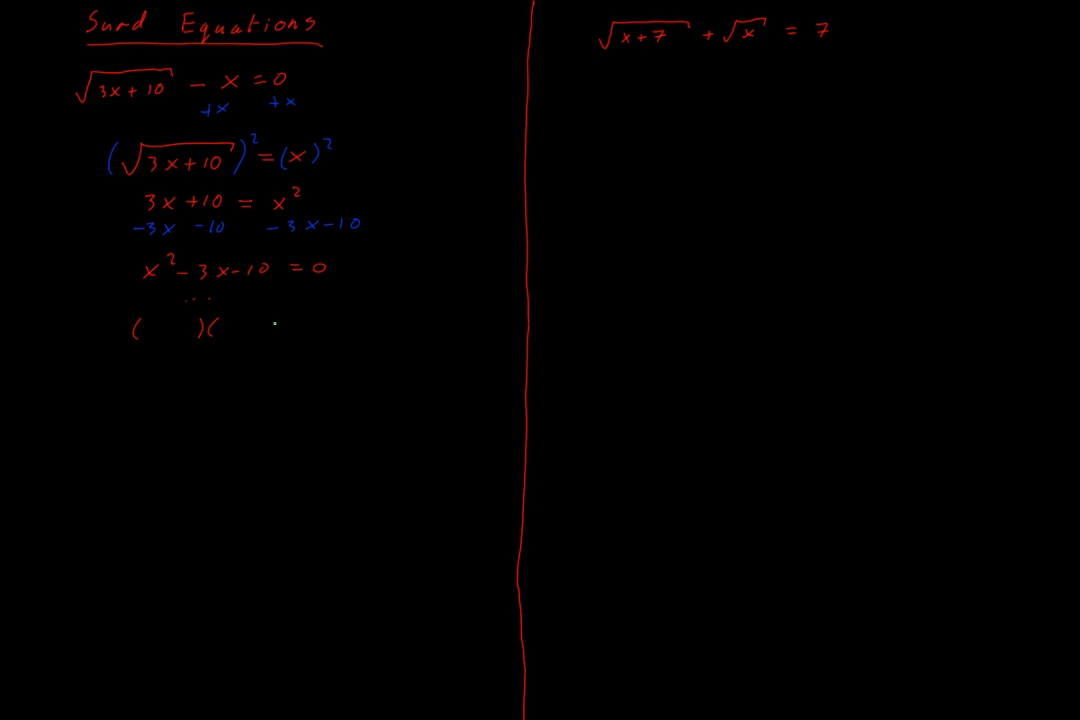 Surd Equations
√(3x+10) - x = 0
+x +x
(√(3x+10))² = (x)²
3x+10 = x²
-3x -10 -3x-10
x² - 3x-10 = 0
...
( )(
√(x+7) + √x = 7